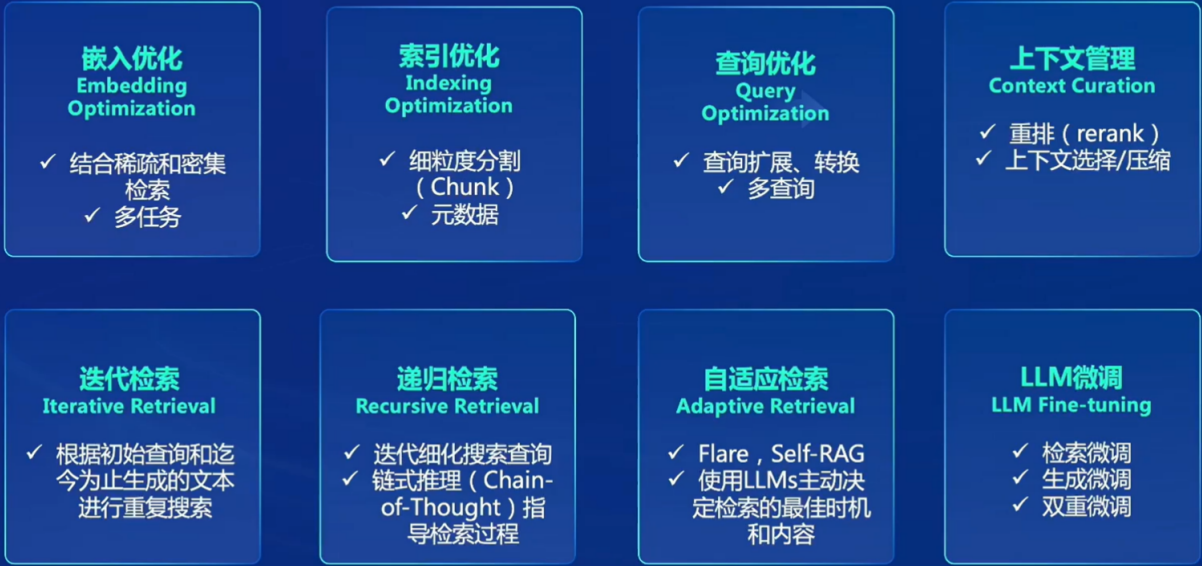 嵌入优化
Embedding
Optimization
✓ 结合稀疏和密集
检索
✓ 多任务
索引优化
Indexing
Optimization
✓ 细粒度分割
（Chunk）
✓ 元数据
查询优化
Query
Optimization
✓ 查询扩展、转换
✓ 多查询
上下文管理
Context Curation
✓ 重排（rerank）
✓ 上下文选择/压缩
迭代检索
Iterative Retrieval
✓ 根据初始查询和迄
今为止生成的文本
进行重复搜索
递归检索
Recursive Retrieval
✓ 迭代细化搜索查询
✓ 链式推理（Chain-
of-Thought）指
导检索过程
自适应检索
Adaptive Retrieval
✓ Flare，Self-RAG
✓ 使用LLMs主动决
定检索的最佳时机
和内容
LLM微调
LLM Fine-tuning
✓ 检索微调
✓ 生成微调
✓ 双重微调